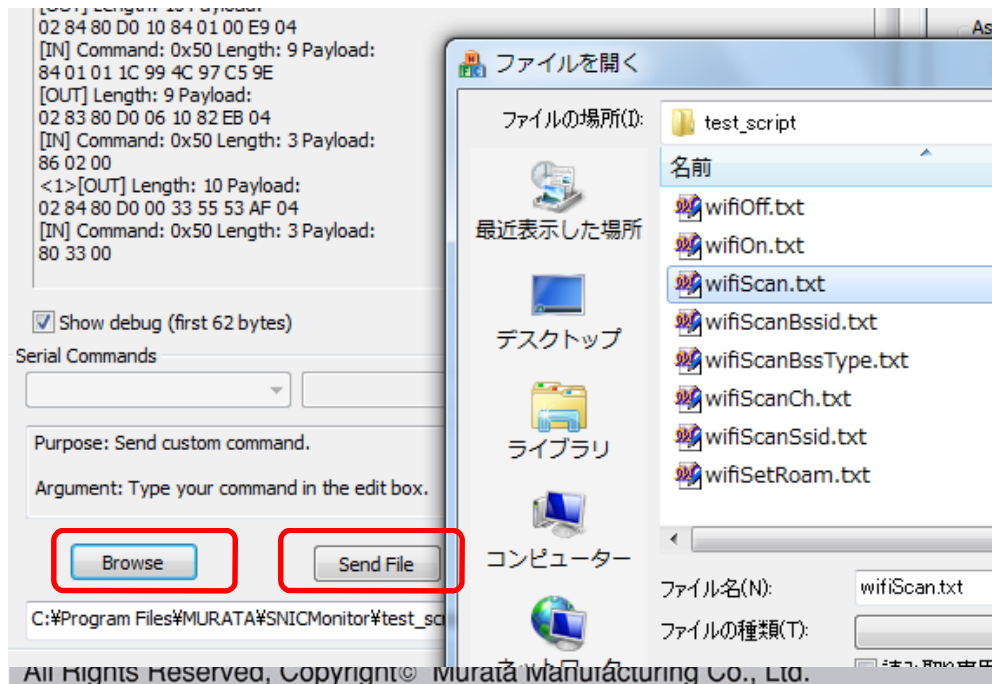 02 84 80 D0 10 84 01 00 E9 04
[IN] Command: 0x50 Length: 9 Payload:
84 01 01 1C 99 4C 97 C5 9E
[OUT] Length: 9 Payload:
02 83 80 D0 06 10 82 EB 04
[IN] Command: 0x50 Length: 3 Payload:
86 02 00
<1>[OUT] Length: 10 Payload:
02 84 80 D0 00 33 55 53 AF 04
[IN] Command: 0x50 Length: 3 Payload:
80 33 00
Show debug (first 62 bytes)
Serial Commands
Purpose: Send custom command.
Argument: Type your command in the edit box.
Browse
Send File
C:¥Program Files¥MURATA¥SNICMonitor¥test_scr
As
ファイルを開く
ファイルの場所(I):
test_script
最近表示した場所
デスクトップ
ライブラリ
コンピューター
名前
wifiOff.txt
wifiOn.txt
wifiScan.txt
wifiScanBssid.txt
wifiScanBssType.txt
wifiScanCh.txt
wifiScanSsid.txt
wifiSetRoam.txt
ファイル名(N):
wifiScan.txt
ファイルの種類(T):
All Rights Reserved, Copyright© Murata Manufacturing Co., Ltd.